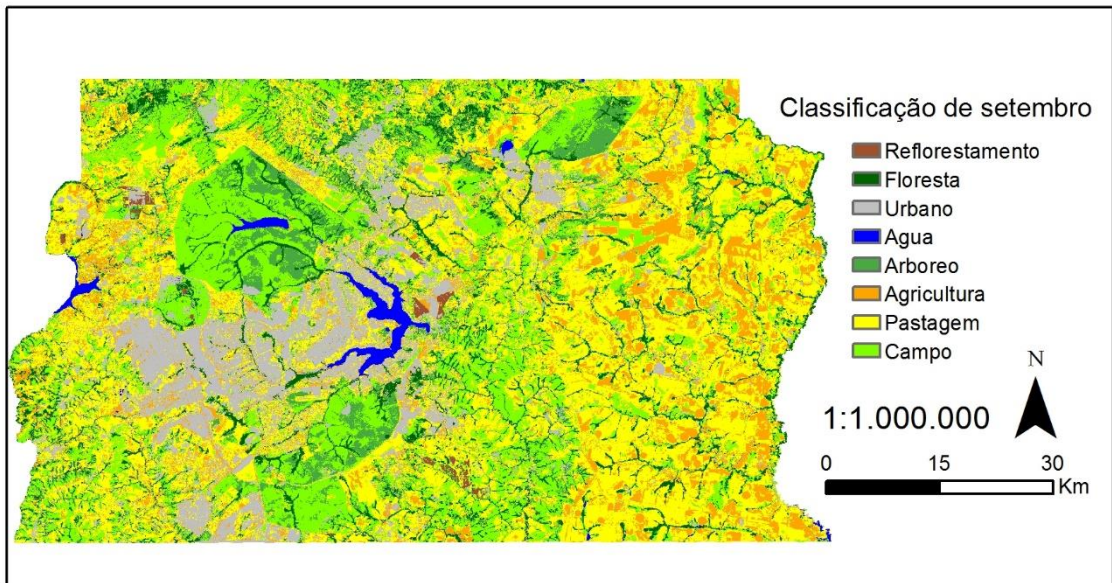 Classificação de setembro
Reflorestamento
Floresta
Urbano
Agua
Arboreo
Agricultura
Pastagem
Campo
N
1:1.000.000
0 15 30
Km